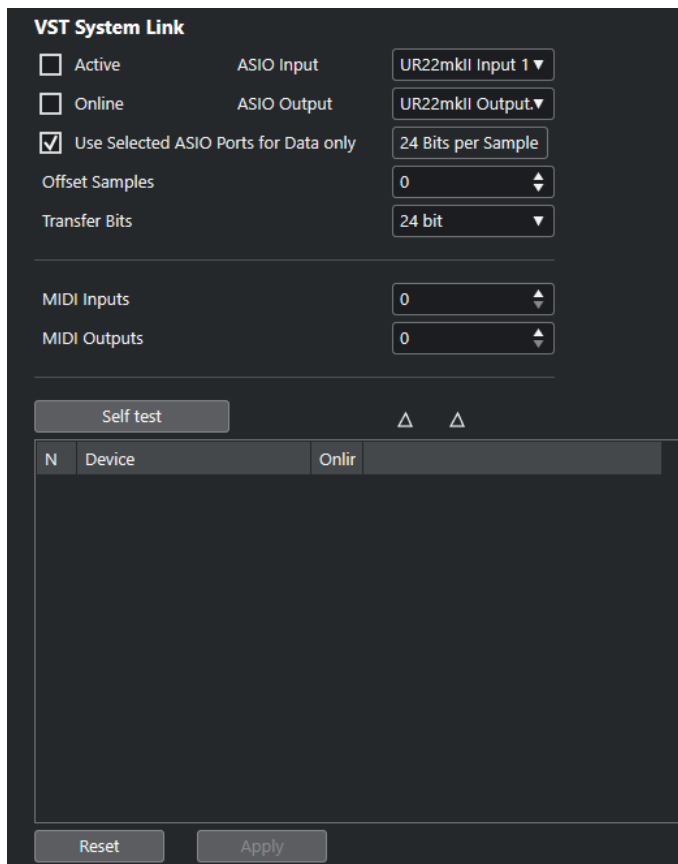 VST System Link
Active ASIO Input UR22mkII Input 1
Online ASIO Output UR22mkII Output.
Use Selected ASIO Ports for Data only 24 Bits per Sample
Offset Samples 0
Transfer Bits 24 bit
MIDI Inputs 0
MIDI Outputs 0
Self test
N Device Onlir
Reset Apply